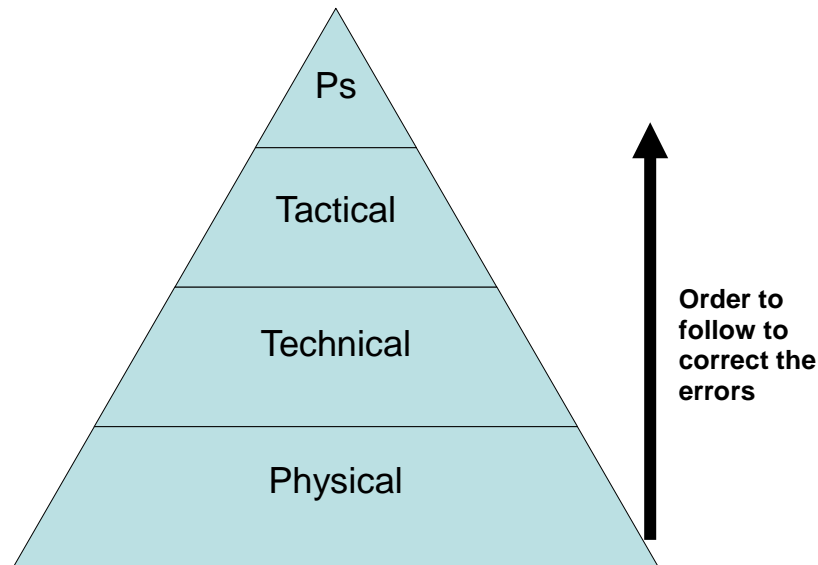 Ps
Tactical
Technical
Physical
Order to
follow to
correct the
errors